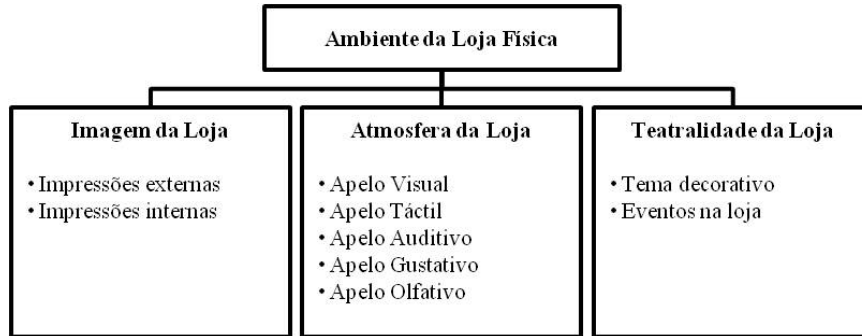 Ambiente da Loja Física
Imagem da Loja
• Impressões externas
• Impressões internas
Atmosfera da Loja
• Apelo Visual
• Apelo Táctil
• Apelo Auditivo
• Apelo Gustativo
• Apelo Olfativo
Teatralidade da Loja
• Tema decorativo
• Eventos na loja